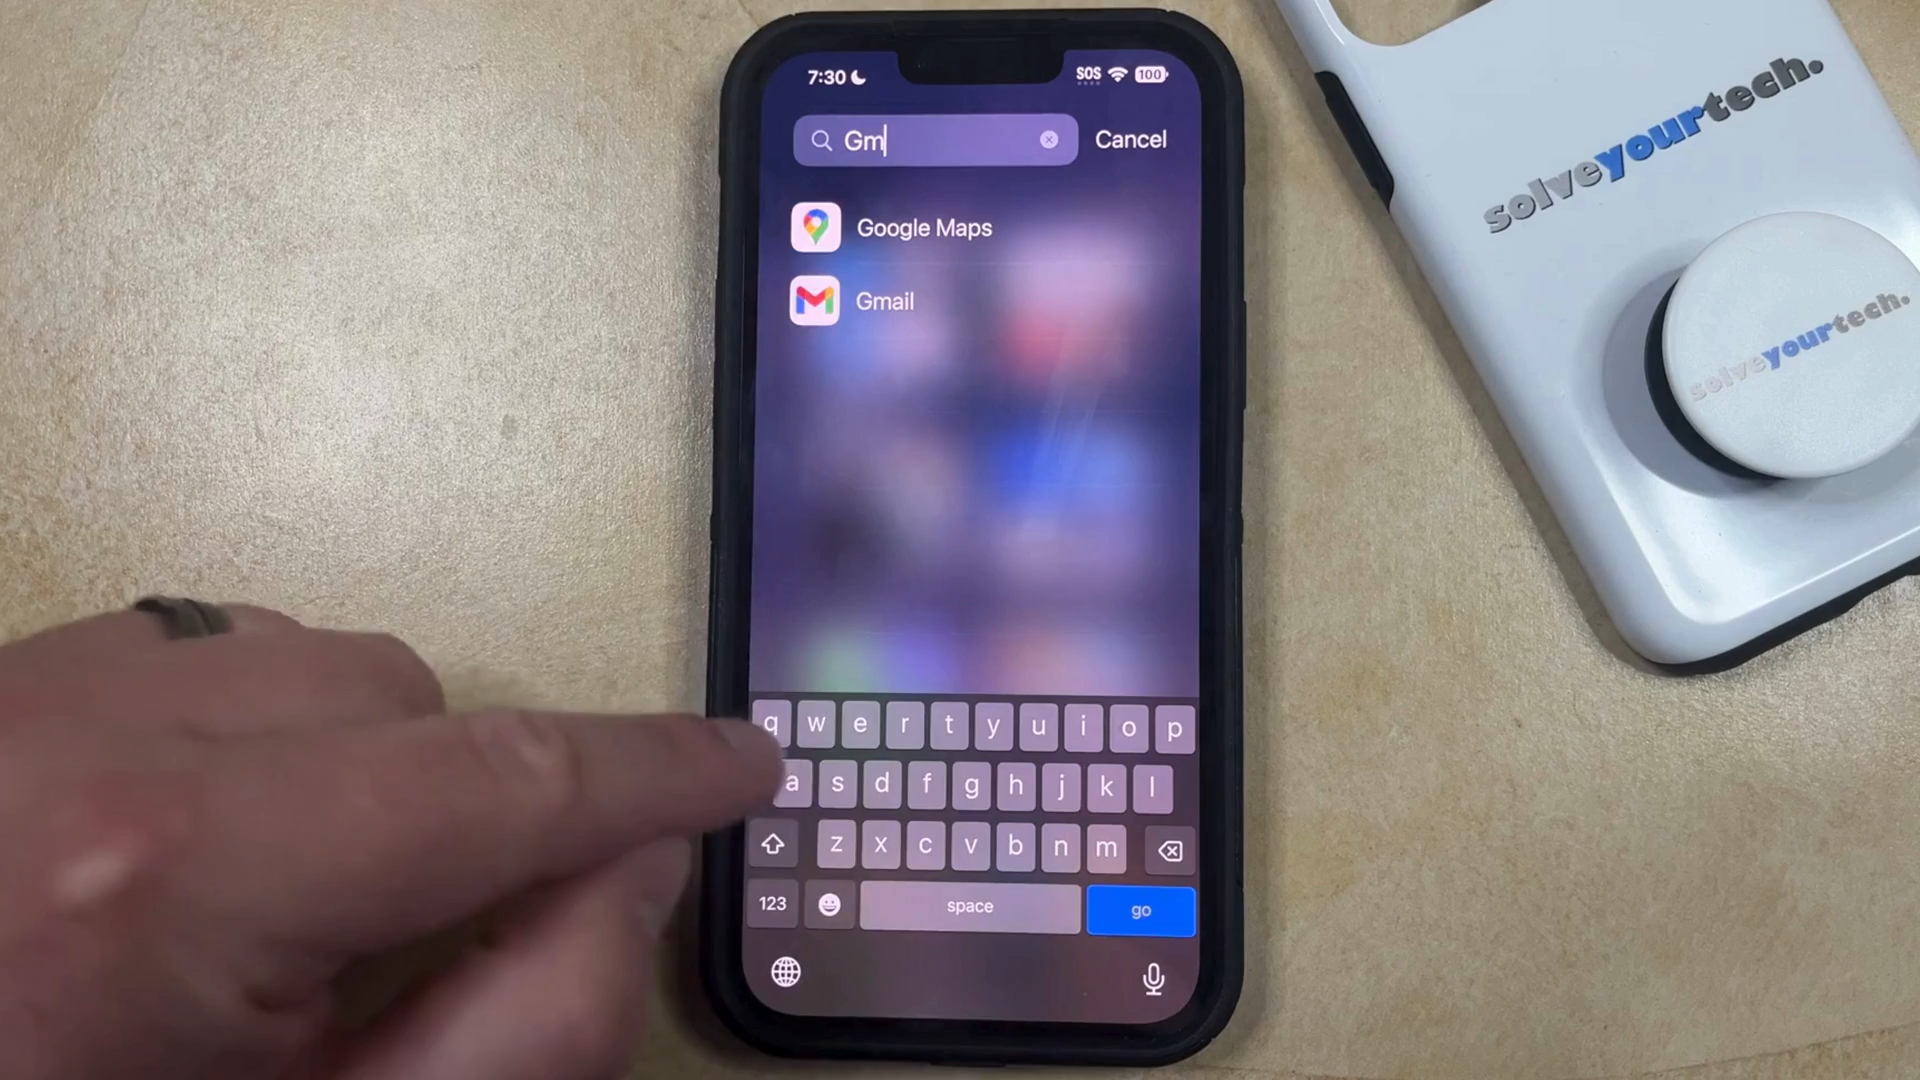 7:30
SOS
100
Gm
Cancel
Google Maps
Gmail
q w e r t y u i o p
a s d f g h j k l
z x c v b n m
123
space
go
solveyourtech.
solveyourtech.